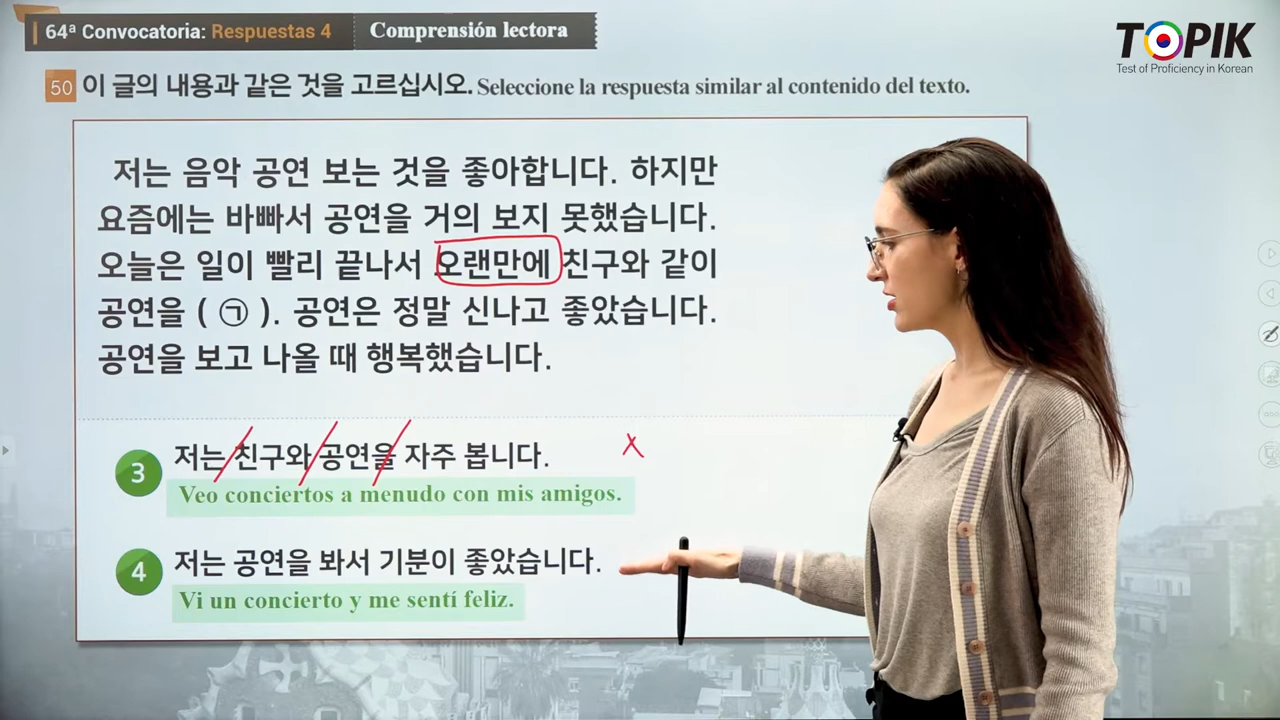 64ª Convocatoria: Respuestas 4 Comprensión lectora
TOPIK
Test of Proficiency in Korean
50 이 글의 내용과 같은 것을 고르십시오. Seleccione la respuesta similar al contenido del texto.
저는 음악 공연 보는 것을 좋아합니다. 하지만
요즘에는 바빠서 공연을 거의 보지 못했습니다.
오늘은 일이 빨리 끝나서 오랜만에 친구와 같이
공연을 ( ㉠ ). 공연은 정말 신나고 좋았습니다.
공연을 보고 나올 때 행복했습니다.
3 저는 친구와 공연을 자주 봅니다. X
Veo conciertos a menudo con mis amigos.
4 저는 공연을 봐서 기분이 좋았습니다.
Vi un concierto y me sentí feliz.